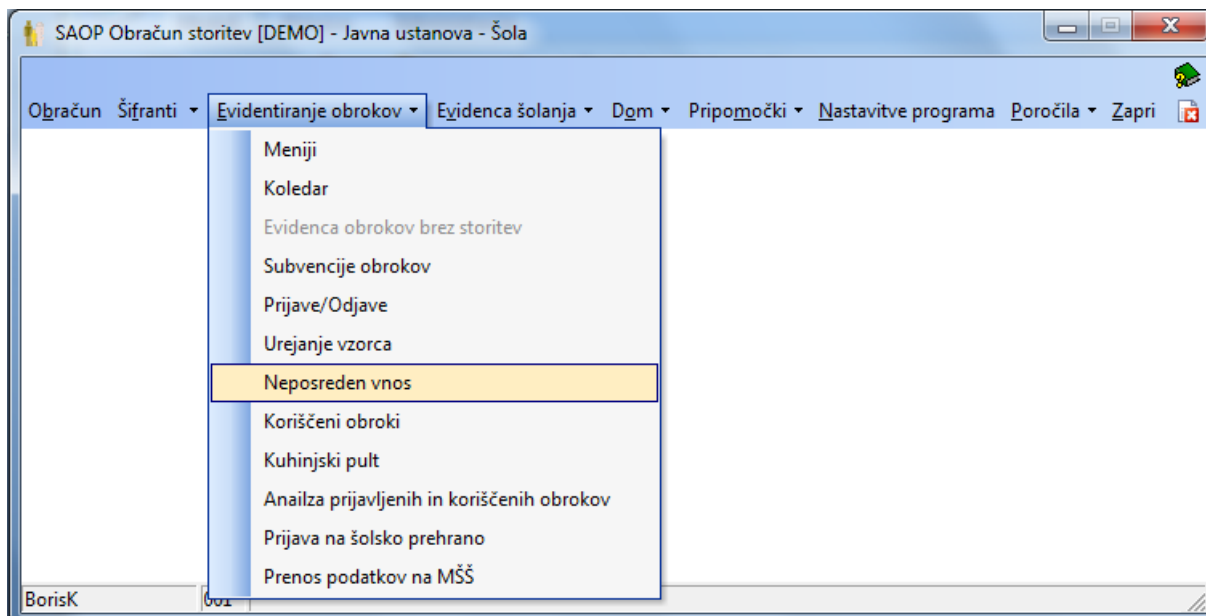 SAOP Obračun storitev [DEMO] - Javna ustanova - Šola
Obračun Šifranti Evidentiranje obrokov Evidenca šolanja Dom Pripomočki Nastavitve programa Poročila Zapri
Meniji
Koledar
Evidenca obrokov brez storitev
Subvencije obrokov
Prijave/Odjave
Urejanje vzorca
Neposreden vnos
Koriščeni obroki
Kuhinjski pult
Anailza prijavljenih in koriščenih obrokov
Prijava na šolsko prehrano
Prenos podatkov na MŠŠ
BorisK 001